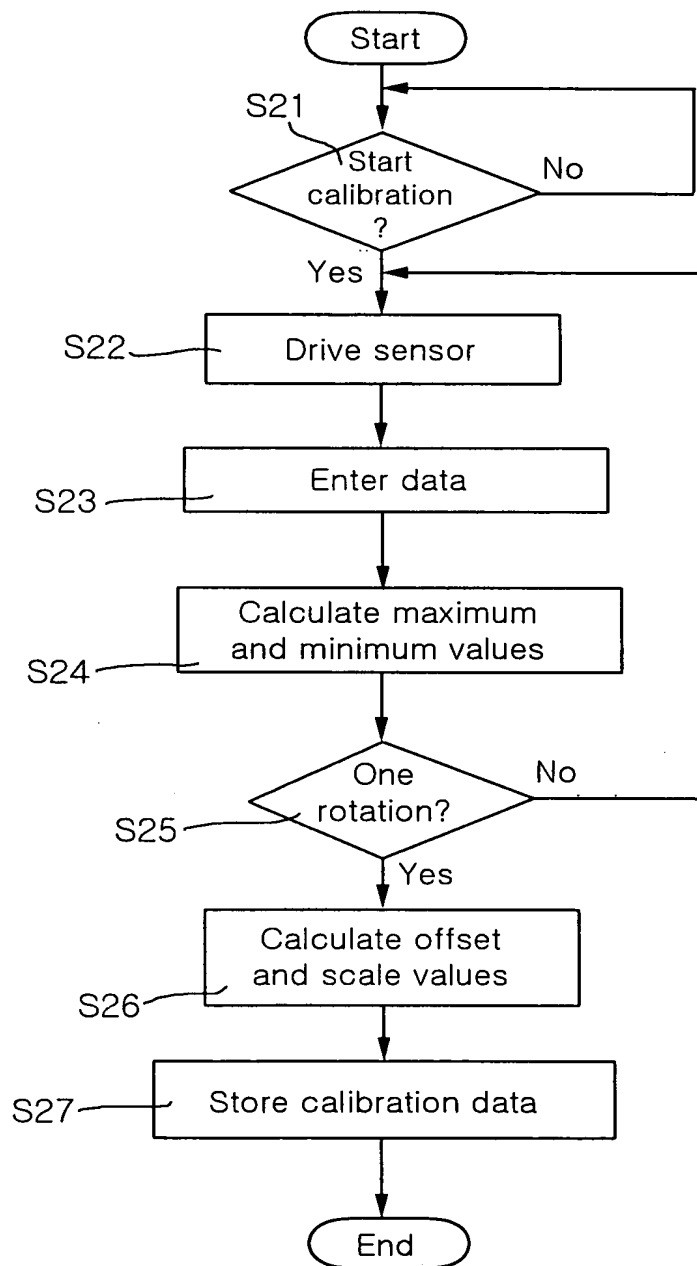 Start
S21
Start
calibration
?
No
Yes
S22
Drive sensor
S23
Enter data
Calculate maximum
and minimum values
S24
One
rotation?
No
S25
Yes
Calculate offset
and scale values
S26
S27
Store calibration data
End